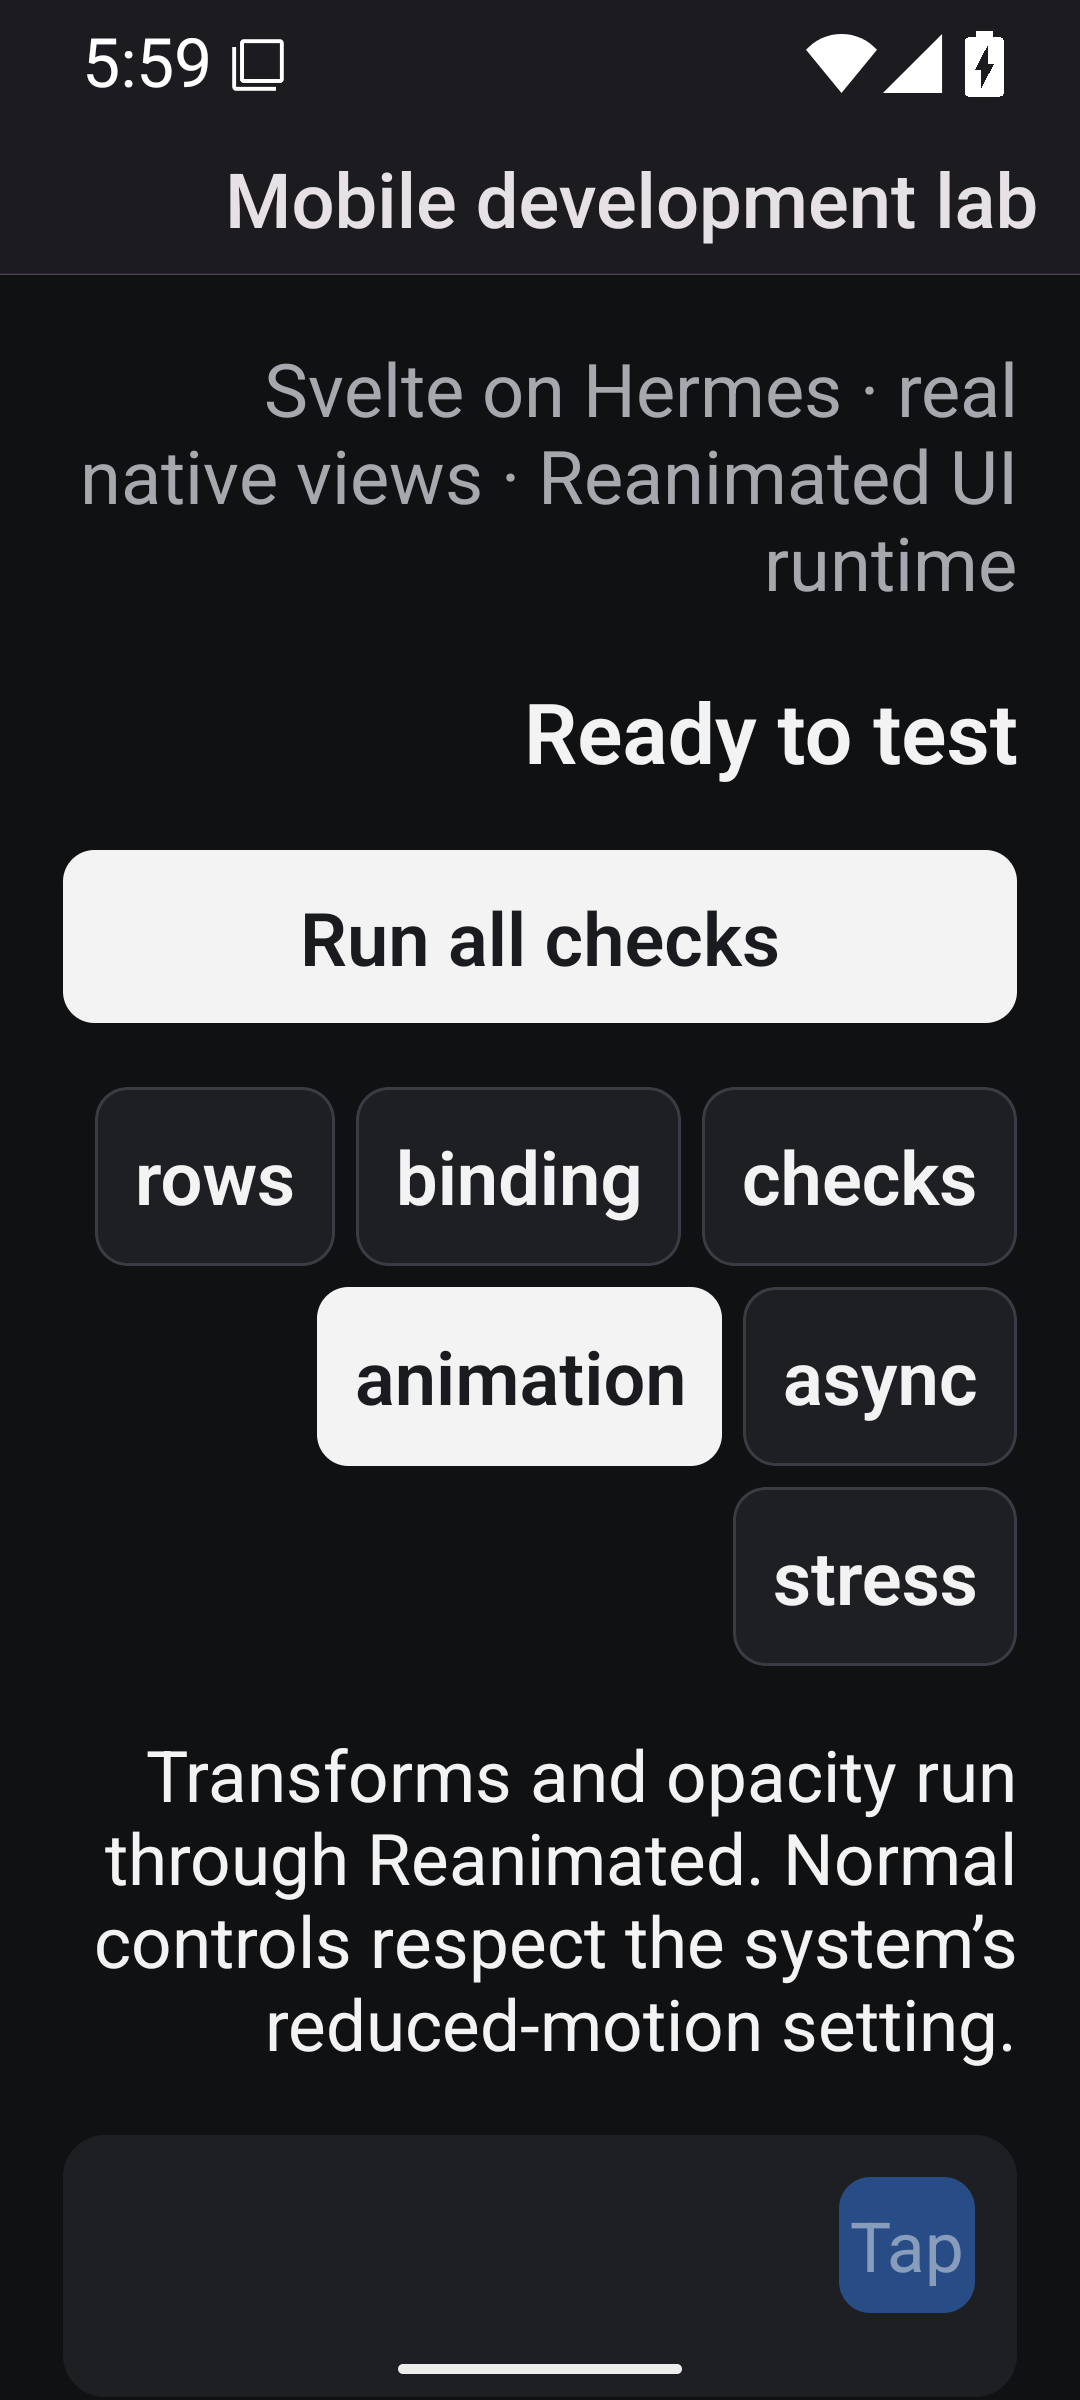 5:59
Mobile development lab
Svelte on Hermes · real
native views · Reanimated UI
runtime
Ready to test
Run all checks
rows binding checks
animation async
stress
Transforms and opacity run
through Reanimated. Normal
controls respect the system’s
reduced-motion setting.
Tap